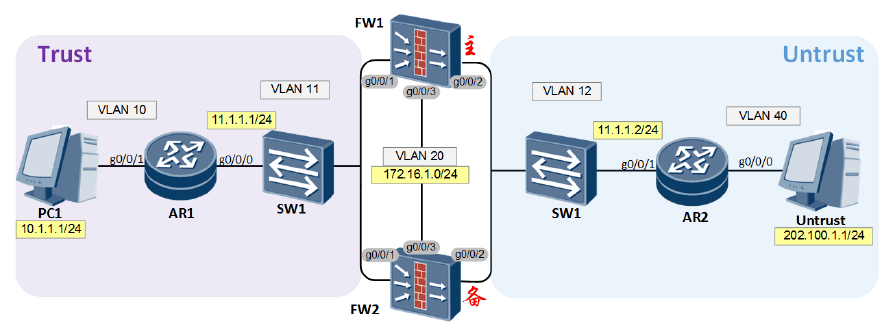 FW1
主
Trust
Untrust
g0/0/1
g0/0/2
g0/0/3
VLAN 11
VLAN 12
VLAN 10
VLAN 40
11.1.1.1/24
11.1.1.2/24
VLAN 20
172.16.1.0/24
g0/0/1
g0/0/0
g0/0/1
g0/0/0
PC1
AR1
SW1
SW1
AR2
Untrust
10.1.1.1/24
202.100.1.1/24
g0/0/3
g0/0/1
g0/0/2
FW2
备